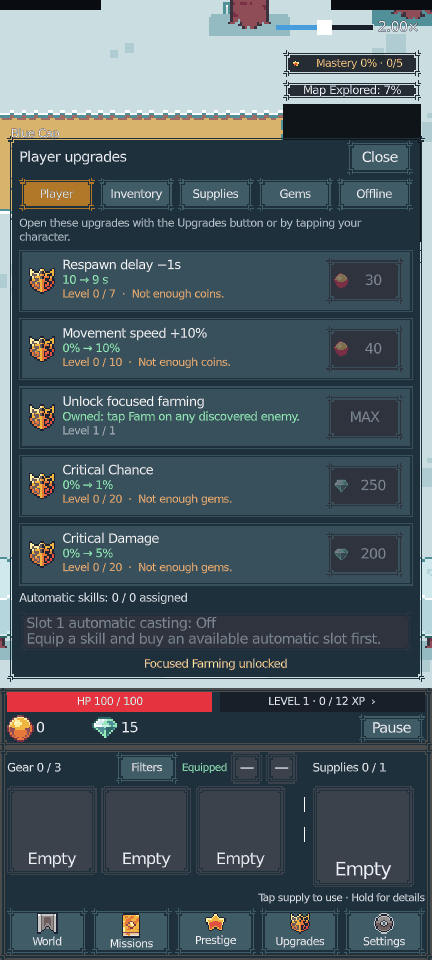 2.00×
Mastery 0% · 0/5
Map Explored: 7%
Blue Cap
Player upgrades
Close
Player
Inventory
Supplies
Gems
Offline
Open these upgrades with the Upgrades button or by tapping your
character.
Respawn delay −1s
10 → 9 s
Level 0 / 7 · Not enough coins.
30
Movement speed +10%
0% → 10%
Level 0 / 10 · Not enough coins.
40
Unlock focused farming
Owned: tap Farm on any discovered enemy.
Level 1 / 1
MAX
Critical Chance
0% → 1%
Level 0 / 20 · Not enough gems.
250
Critical Damage
0% → 5%
Level 0 / 20 · Not enough gems.
200
Automatic skills: 0 / 0 assigned
Slot 1 automatic casting: Off
Equip a skill and buy an available automatic slot first.
Focused Farming unlocked
HP 100 / 100
LEVEL 1 · 0 / 12 XP ›
0
15
Pause
Gear 0 / 3
Filters
Equipped
—
—
Supplies 0 / 1
Empty
Empty
Empty
Empty
Tap supply to use · Hold for details
World
Missions
Prestige
Upgrades
Settings